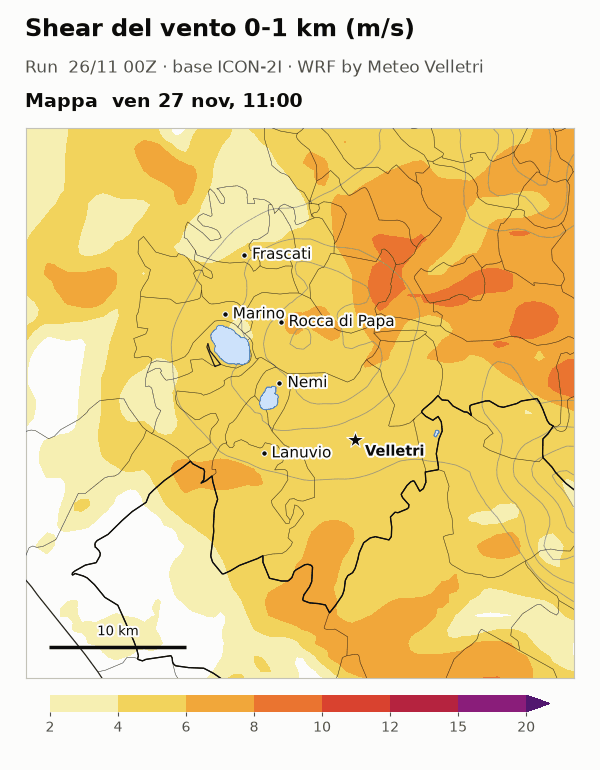 Shear del vento 0-1 km (m/s)
Run  26/11 00Z · base ICON-2I · WRF by Meteo Velletri
Mappa  ven 27 nov, 11:00
Frascati
Marino
Rocca di Papa
Nemi
Lanuvio
Velletri
10 km
2 4 6 8 10 12 15 20